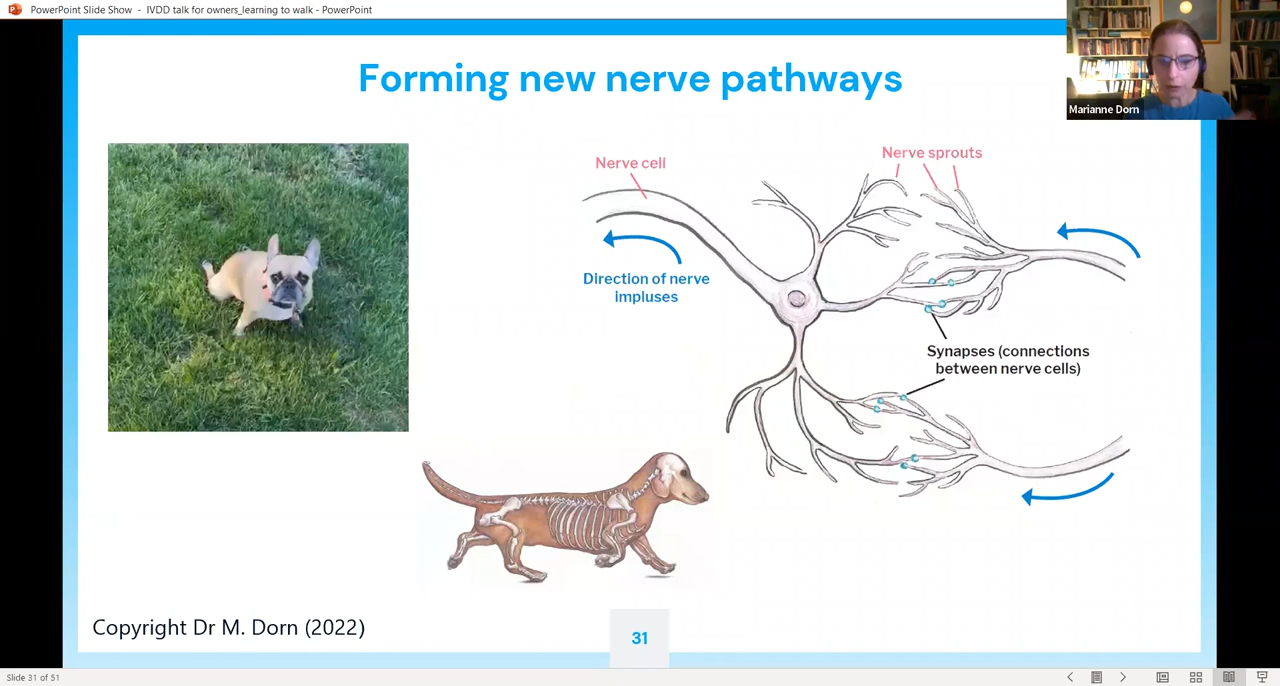 PowerPoint Slide Show - IVDD talk for owners_learning to walk - PowerPoint
Marianne Dorn
Forming new nerve pathways
Nerve cell
Nerve sprouts
Direction of nerve
impluses
Synapses (connections
between nerve cells)
Copyright Dr M. Dorn (2022)
31
Slide 31 of 51